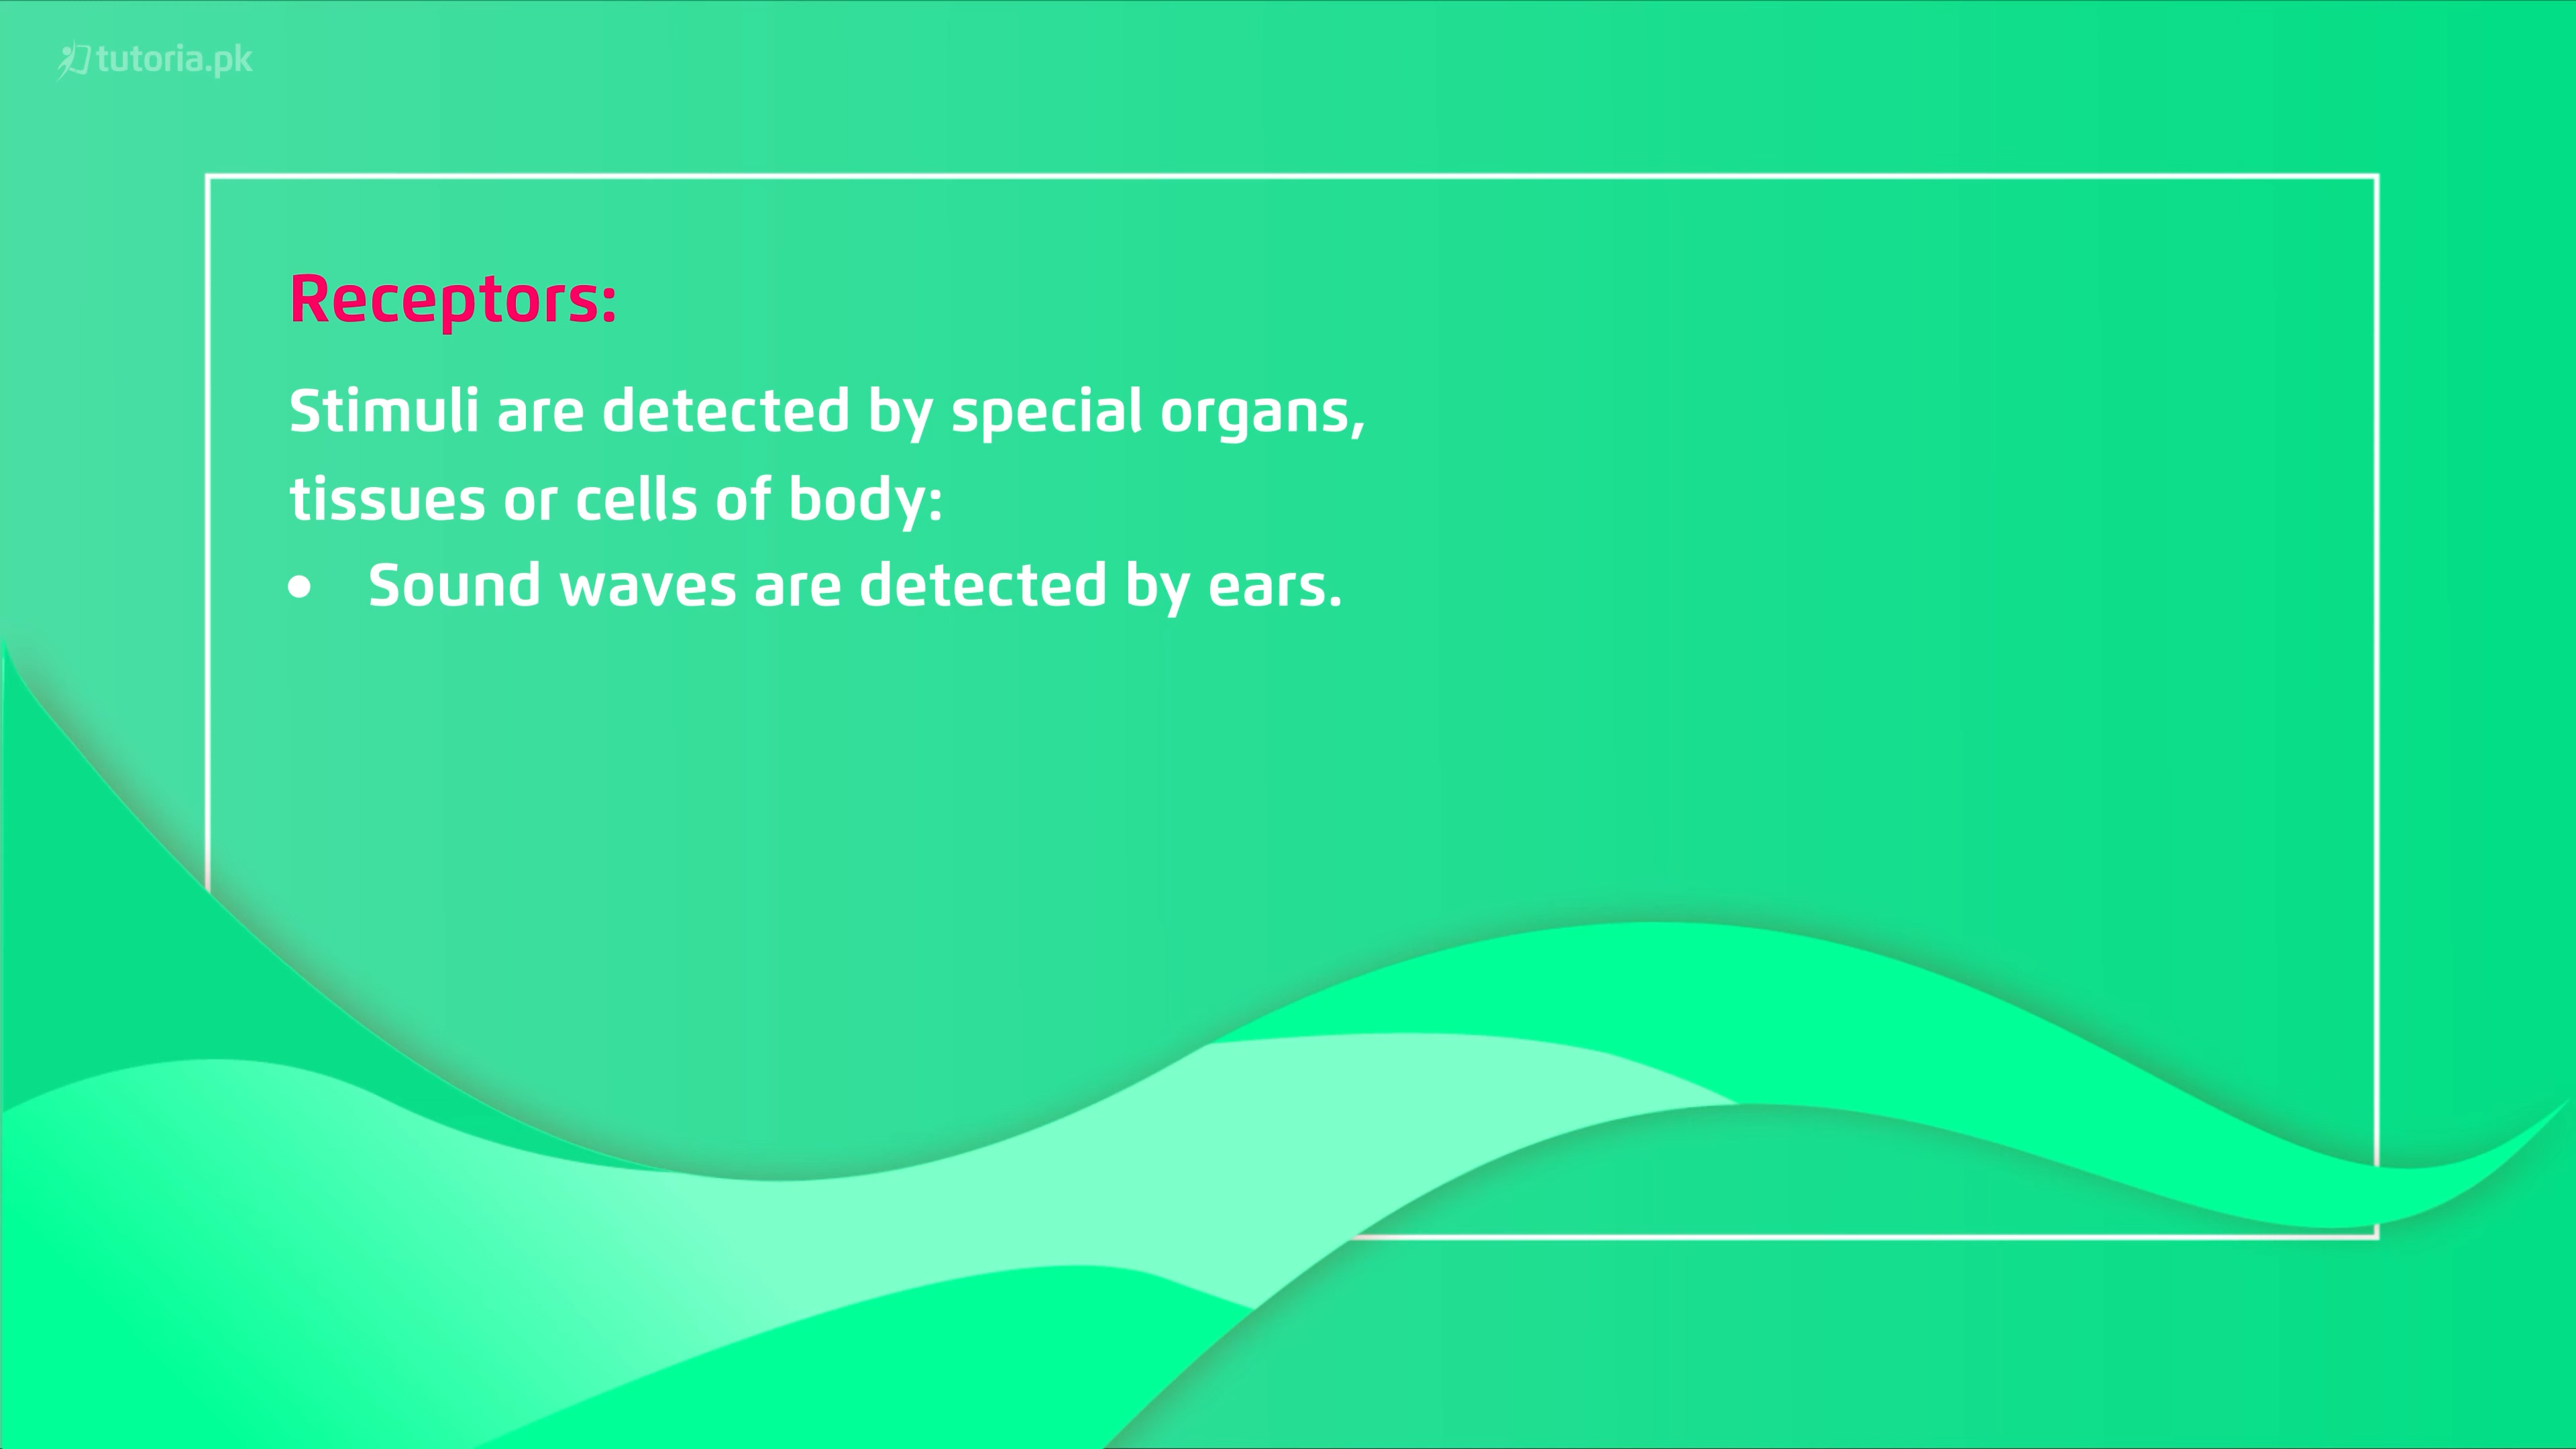 tutoria.pk
Receptors:
Stimuli are detected by special organs,
tissues or cells of body:
• Sound waves are detected by ears.